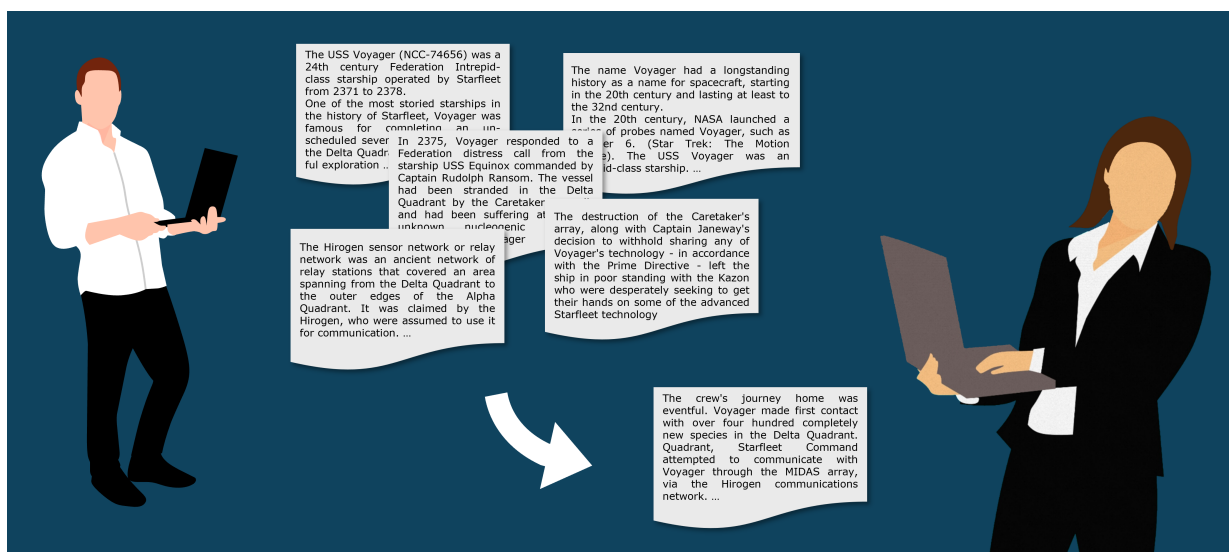 The USS Voyager (NCC-74656) was a
24th century Federation Intrepid-
class starship operated by Starfleet
from 2371 to 2378.
One of the most storied starships in
the history of Starfleet, Voyager was
famous for completing an un-
scheduled
the Delta
ful exploration ..
The name Voyager had a longstanding
history as a name for spacecraft, starting
in the 20th century and lasting at least to
the 32nd century.
In the 20th century, NASA launched a
of probes named Voyager, such as
6. (Star Trek: The Motion
The USS Voyager was an
starship. …
In 2375, Voyager responded to a
Federation distress call from the
starship USS Equinox commanded by
Captain Rudolph Ransom. The vessel
had been stranded in the Delta
Quadrant by the Caretaker
and had been suffering
unknown nucleogenic
The destruction of the Caretaker's
array, along with Captain Janeway's
decision to withhold sharing any of
Voyager's technology - in accordance
with the Prime Directive - left the
ship in poor standing with the Kazon
who were desperately seeking to get
their hands on some of the advanced
Starfleet technology
The Hirogen sensor network or relay
network was an ancient network of
relay stations that covered an area
spanning from the Delta Quadrant to
the outer edges of the Alpha
Quadrant. It was claimed by the
Hirogen, who were assumed to use it
for communication. …
The crew's journey home was
eventful. Voyager made first contact
with over four hundred completely
new species in the Delta Quadrant.
Quadrant, Starfleet Command
attempted to communicate with
Voyager through the MIDAS array,
via the Hirogen communications
network. …